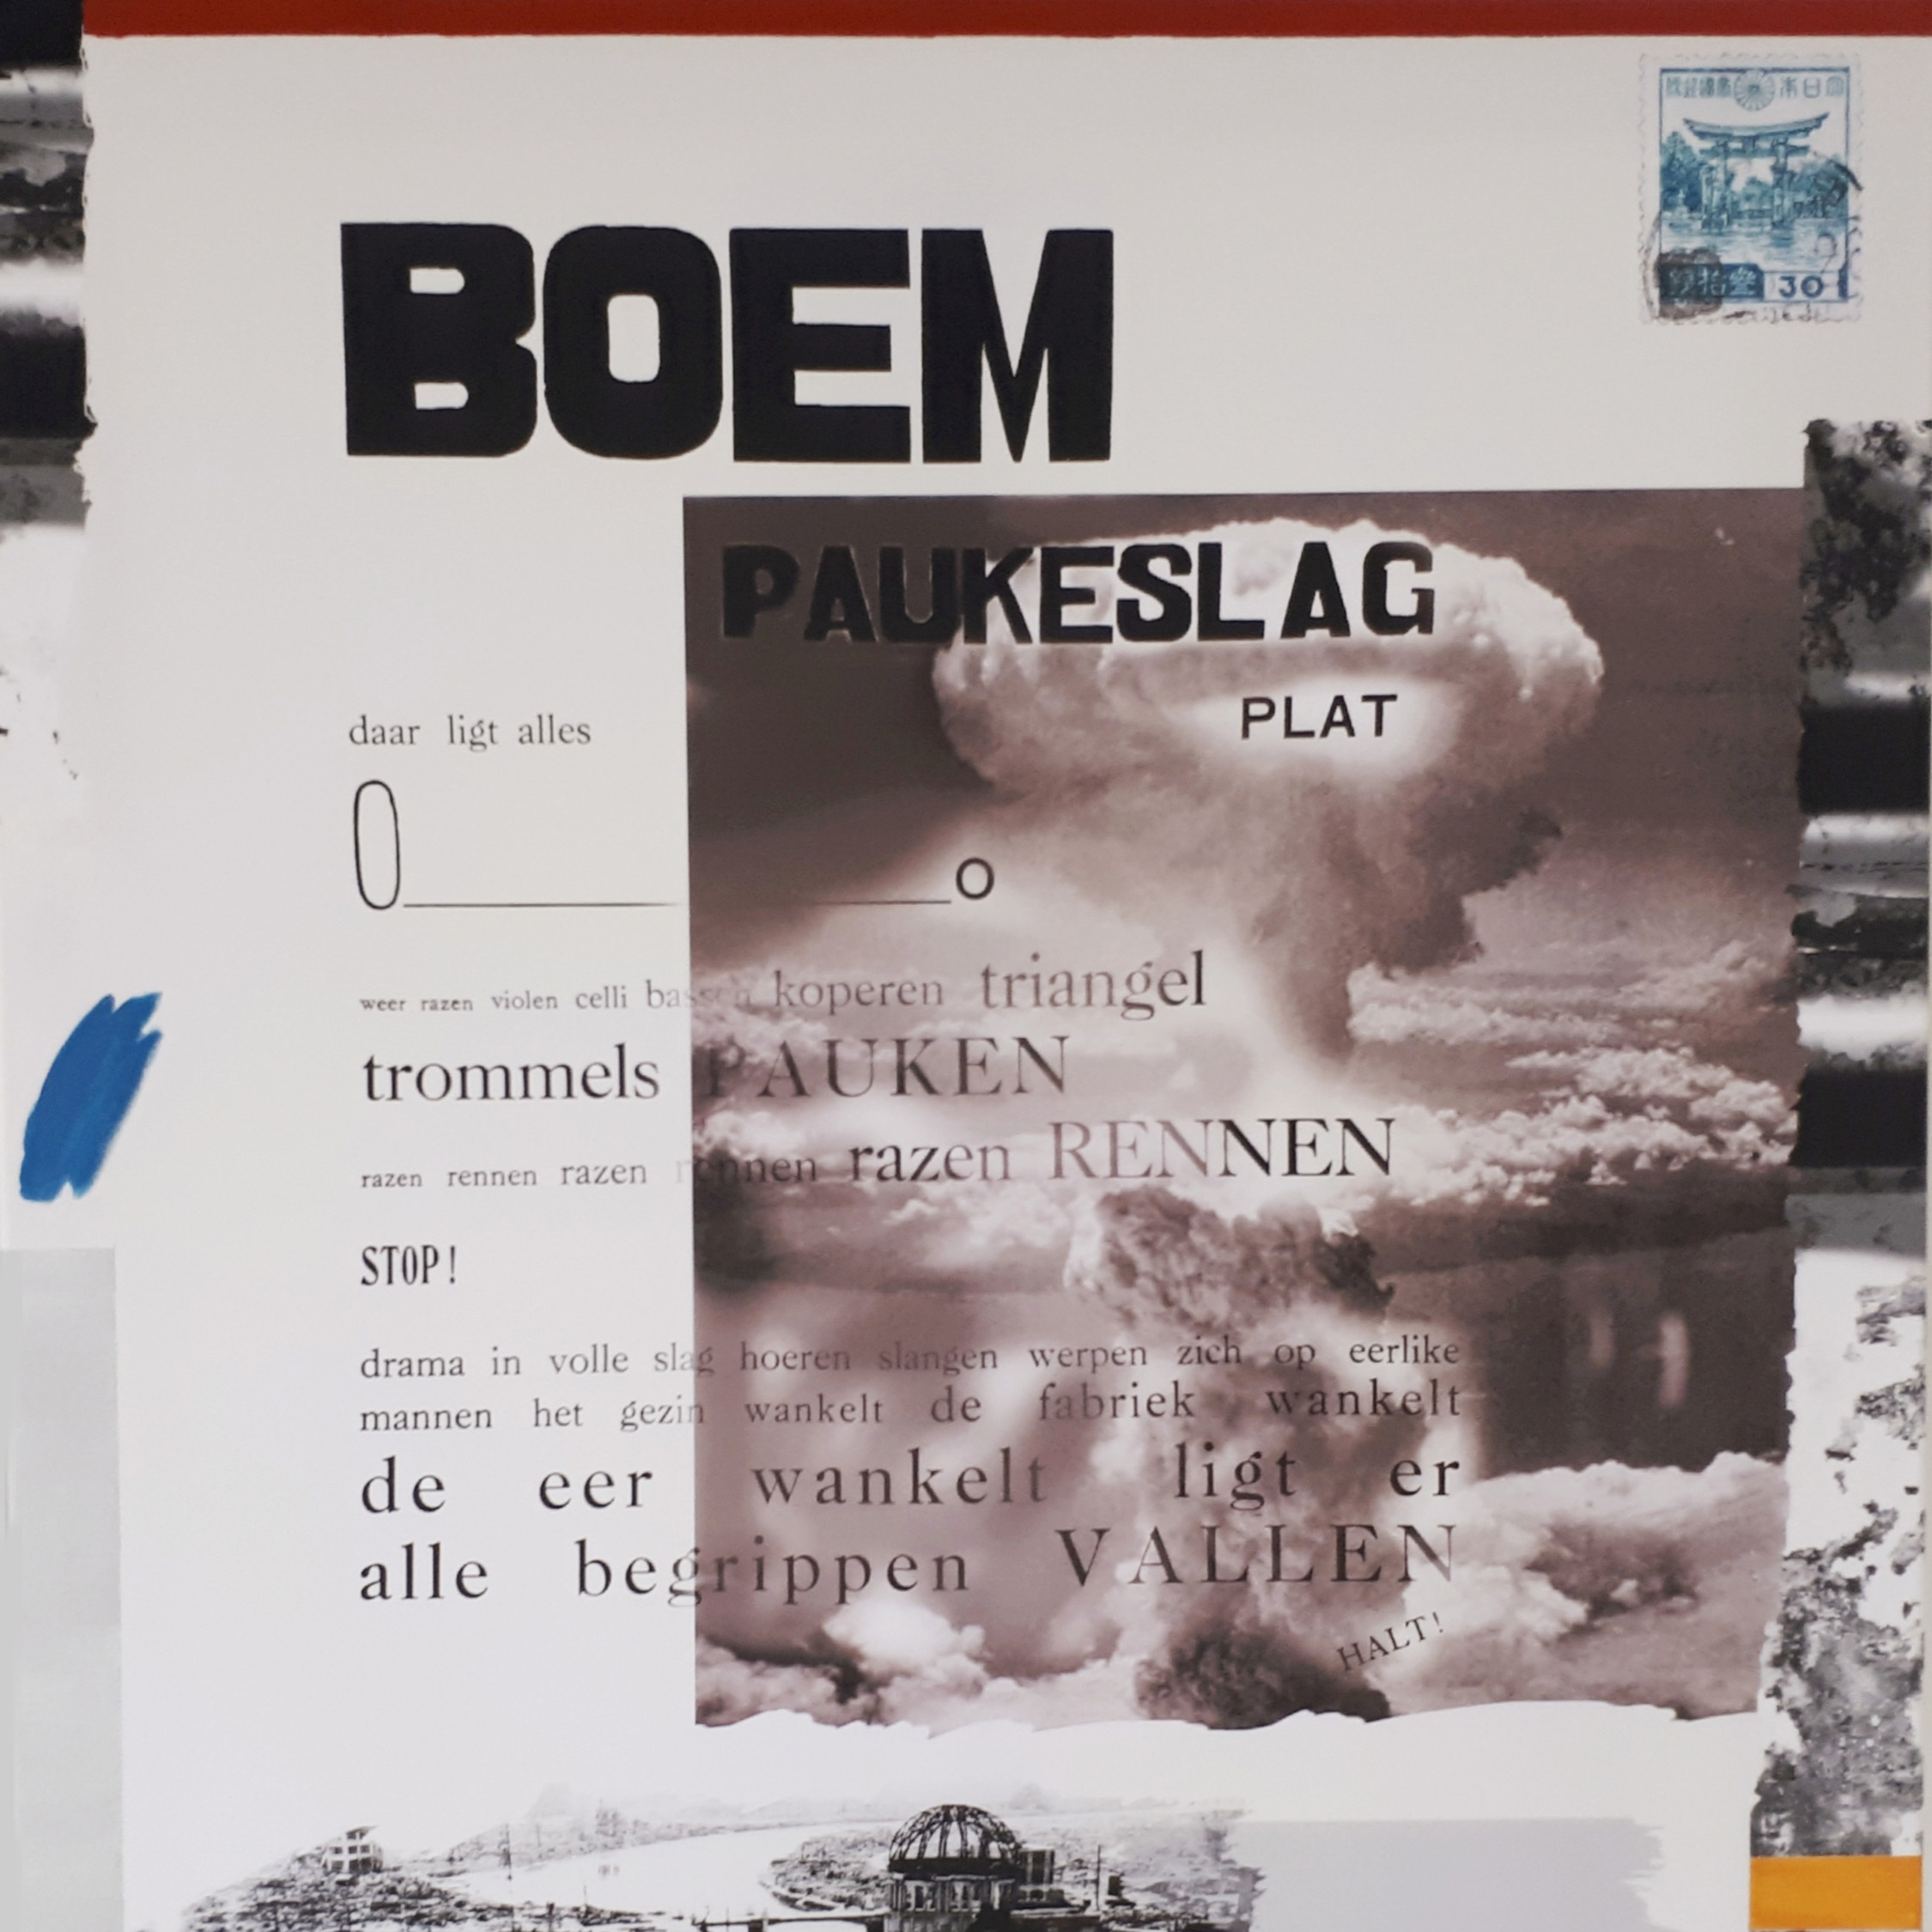 30
BOEM
PAUKESLAG
daar ligt alles PLAT
O o
weer razen violen celli bassen koperen triangel
trommels PAUKEN
razen rennen razen rennen razen RENNEN
STOP!
drama in volle slag hoeren slangen werpen zich op eerlike
mannen het gezin wankelt de fabriek wankelt
de eer wankelt ligt er
alle begrippen VALLEN
HALT!